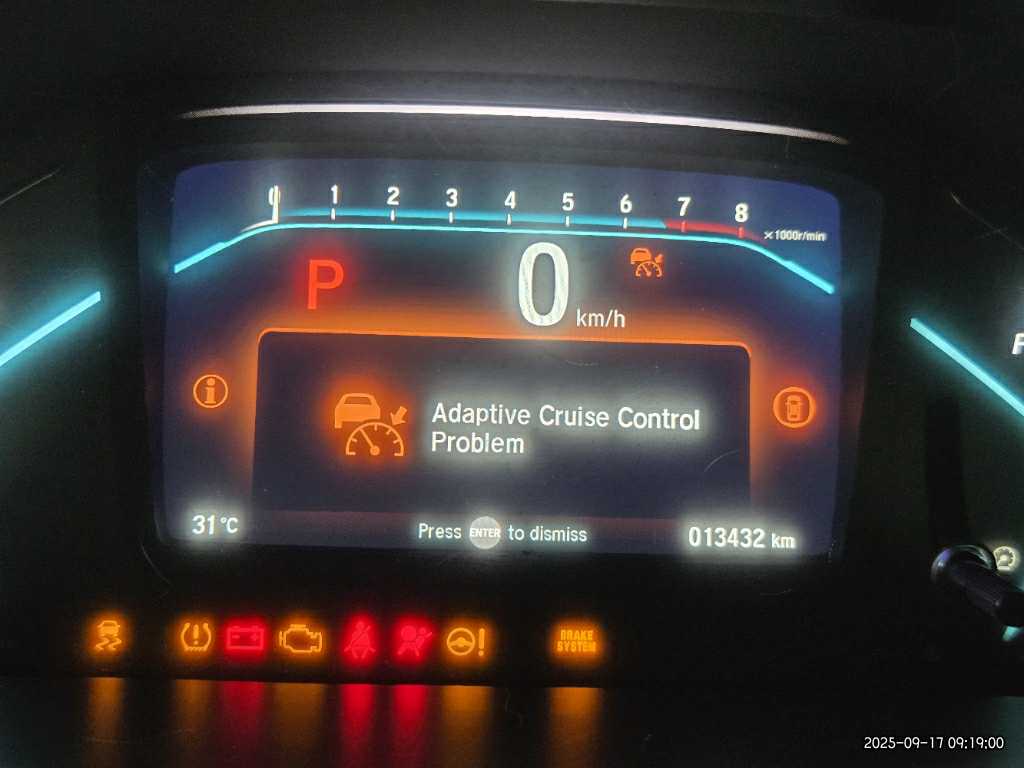 0 1 2 3 4 5 6 7 8
×1000r/min
P 0 km/h
Adaptive Cruise Control
Problem
31°C
Press ENTER to dismiss
013432 km
BRAKE
SYSTEM
F
2025-09-17 09:19:00